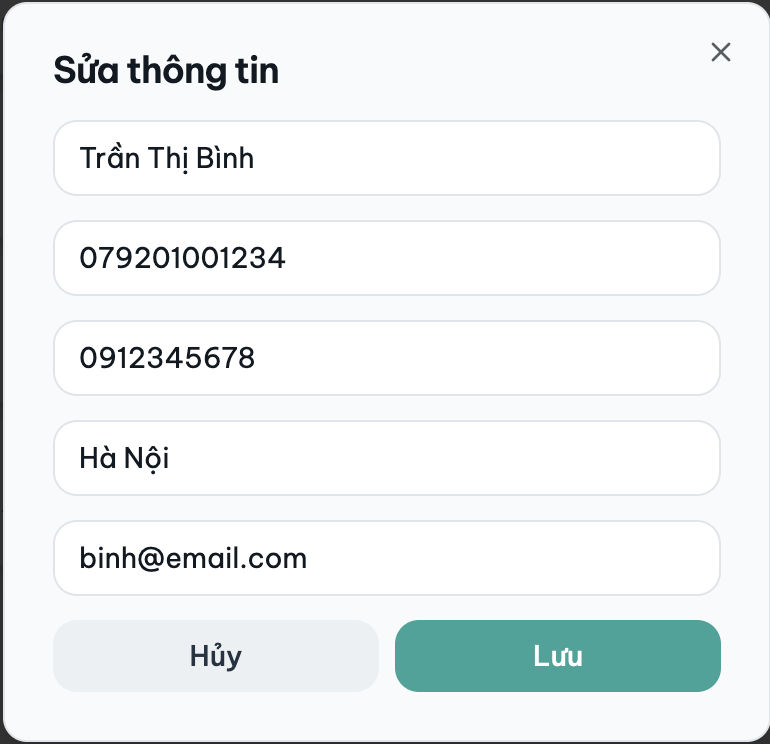 Sửa thông tin
Trần Thị Bình
079201001234
0912345678
Hà Nội
binh@email.com
Hủy
Lưu